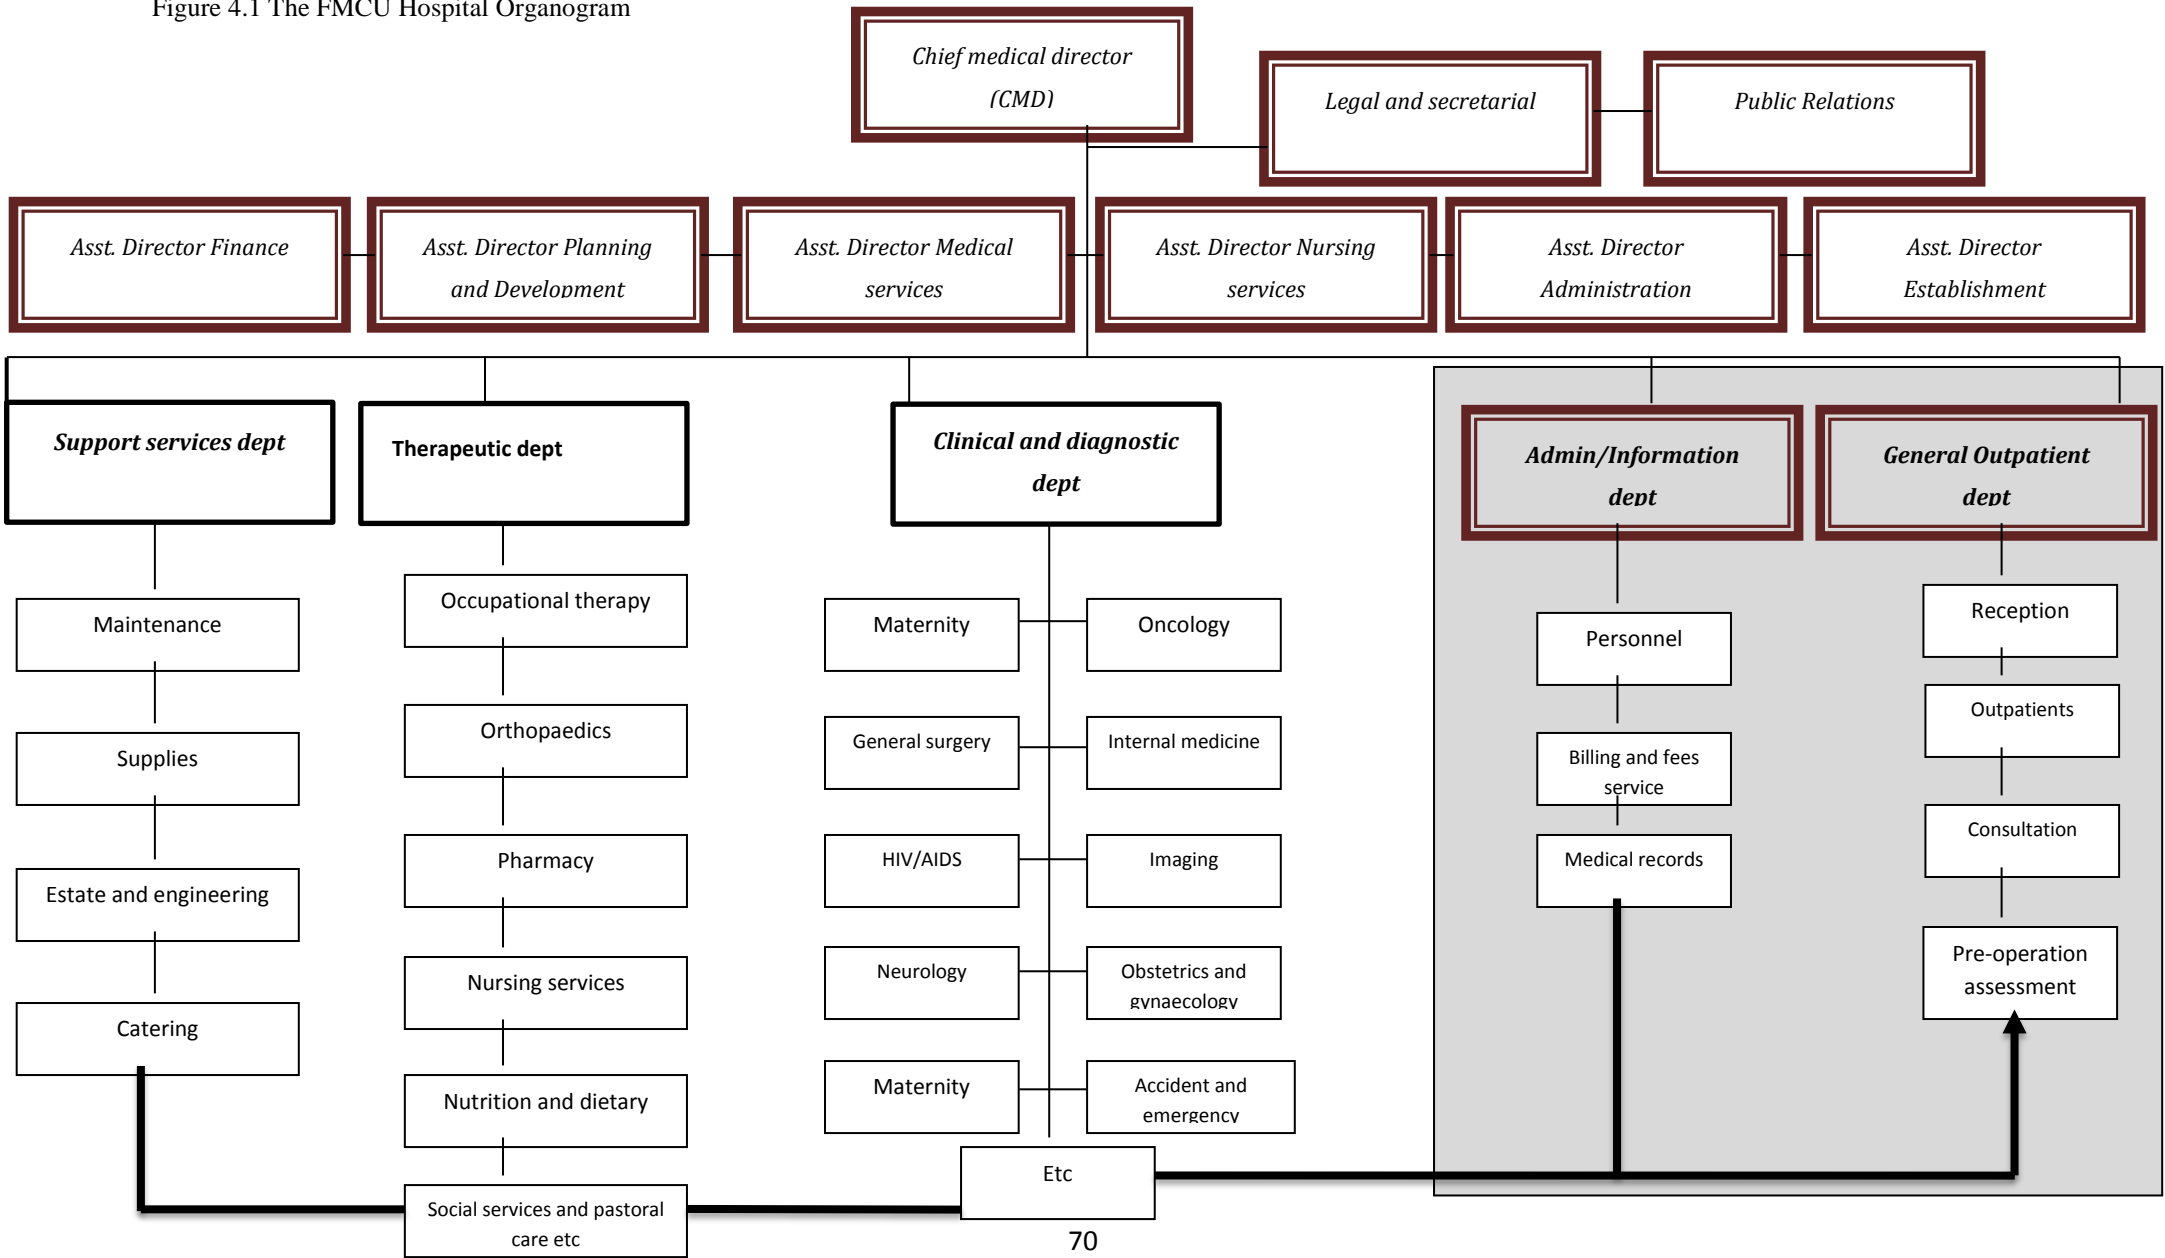 Figure 4.1 The FMCU Hospital Organogram
Chief medical director
(CMD)
Legal and secretarial
Public Relations
Asst. Director Finance
Asst. Director Planning
and Development
Asst. Director Medical
services
Asst. Director Nursing
services
Asst. Director
Administration
Asst. Director
Establishment
Support services dept
Therapeutic dept
Clinical and diagnostic
dept
Admin/Information
dept
General Outpatient
dept
Maintenance
Supplies
Estate and engineering
Catering
Occupational therapy
Orthopaedics
Pharmacy
Nursing services
Nutrition and dietary
Social services and pastoral
care etc
Maternity
Oncology
General surgery
Internal medicine
HIV/AIDS
Imaging
Neurology
Obstetrics and
gynaecology
Maternity
Accident and
emergency
Etc
Personnel
Billing and fees
service
Medical records
Reception
Outpatients
Consultation
Pre-operation
assessment
70